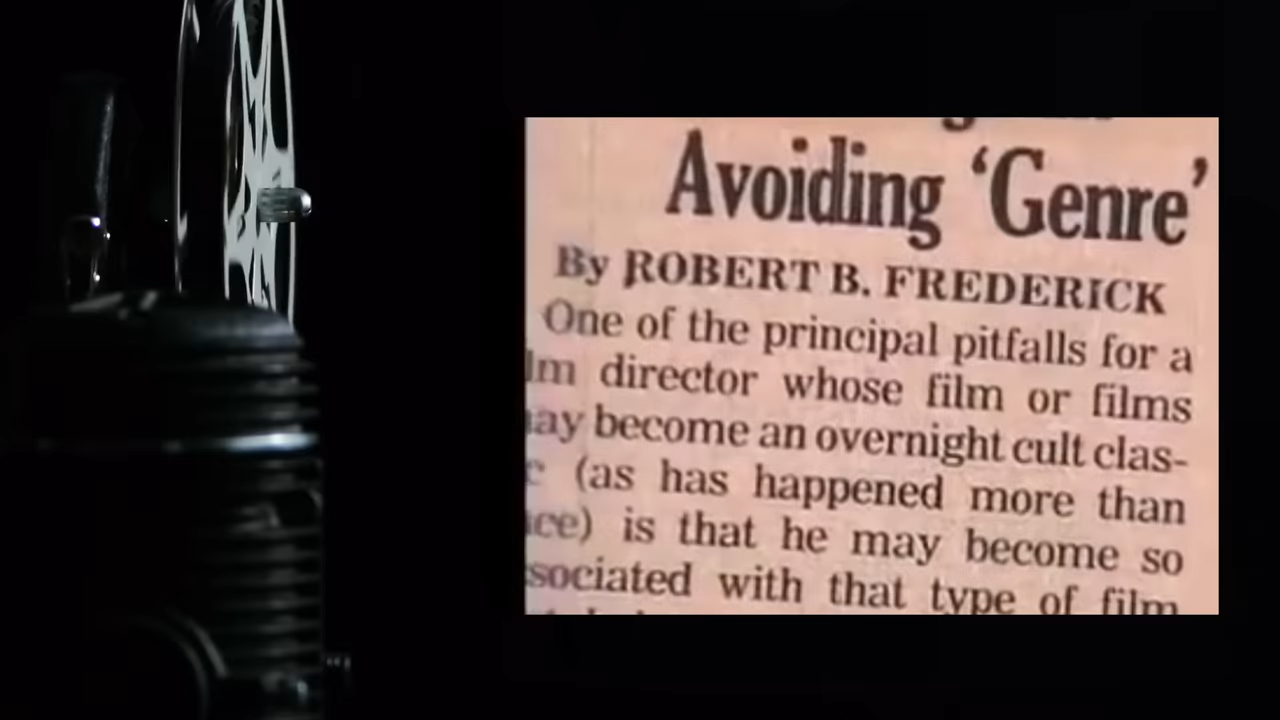 Avoiding ‘Genre’
By ROBERT B. FREDERICK
One of the principal pitfalls for a
lm director whose film or films
ay become an overnight cult clas-
c (as has happened more than
ce) is that he may become so
sociated with that type of film